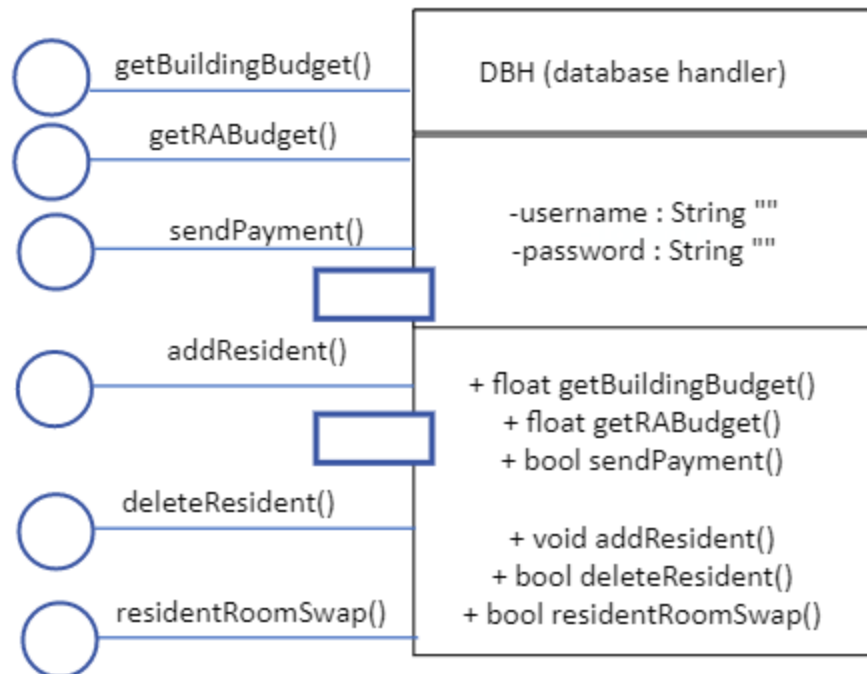 getBuildingBudget()
getRABudget()
sendPayment()
addResident()
deleteResident()
residentRoomSwap()
DBH (database handler)
-username : String ""
-password : String ""
+ float getBuildingBudget()
+ float getRABudget()
+ bool sendPayment()
+ void addResident()
+ bool deleteResident()
+ bool residentRoomSwap()